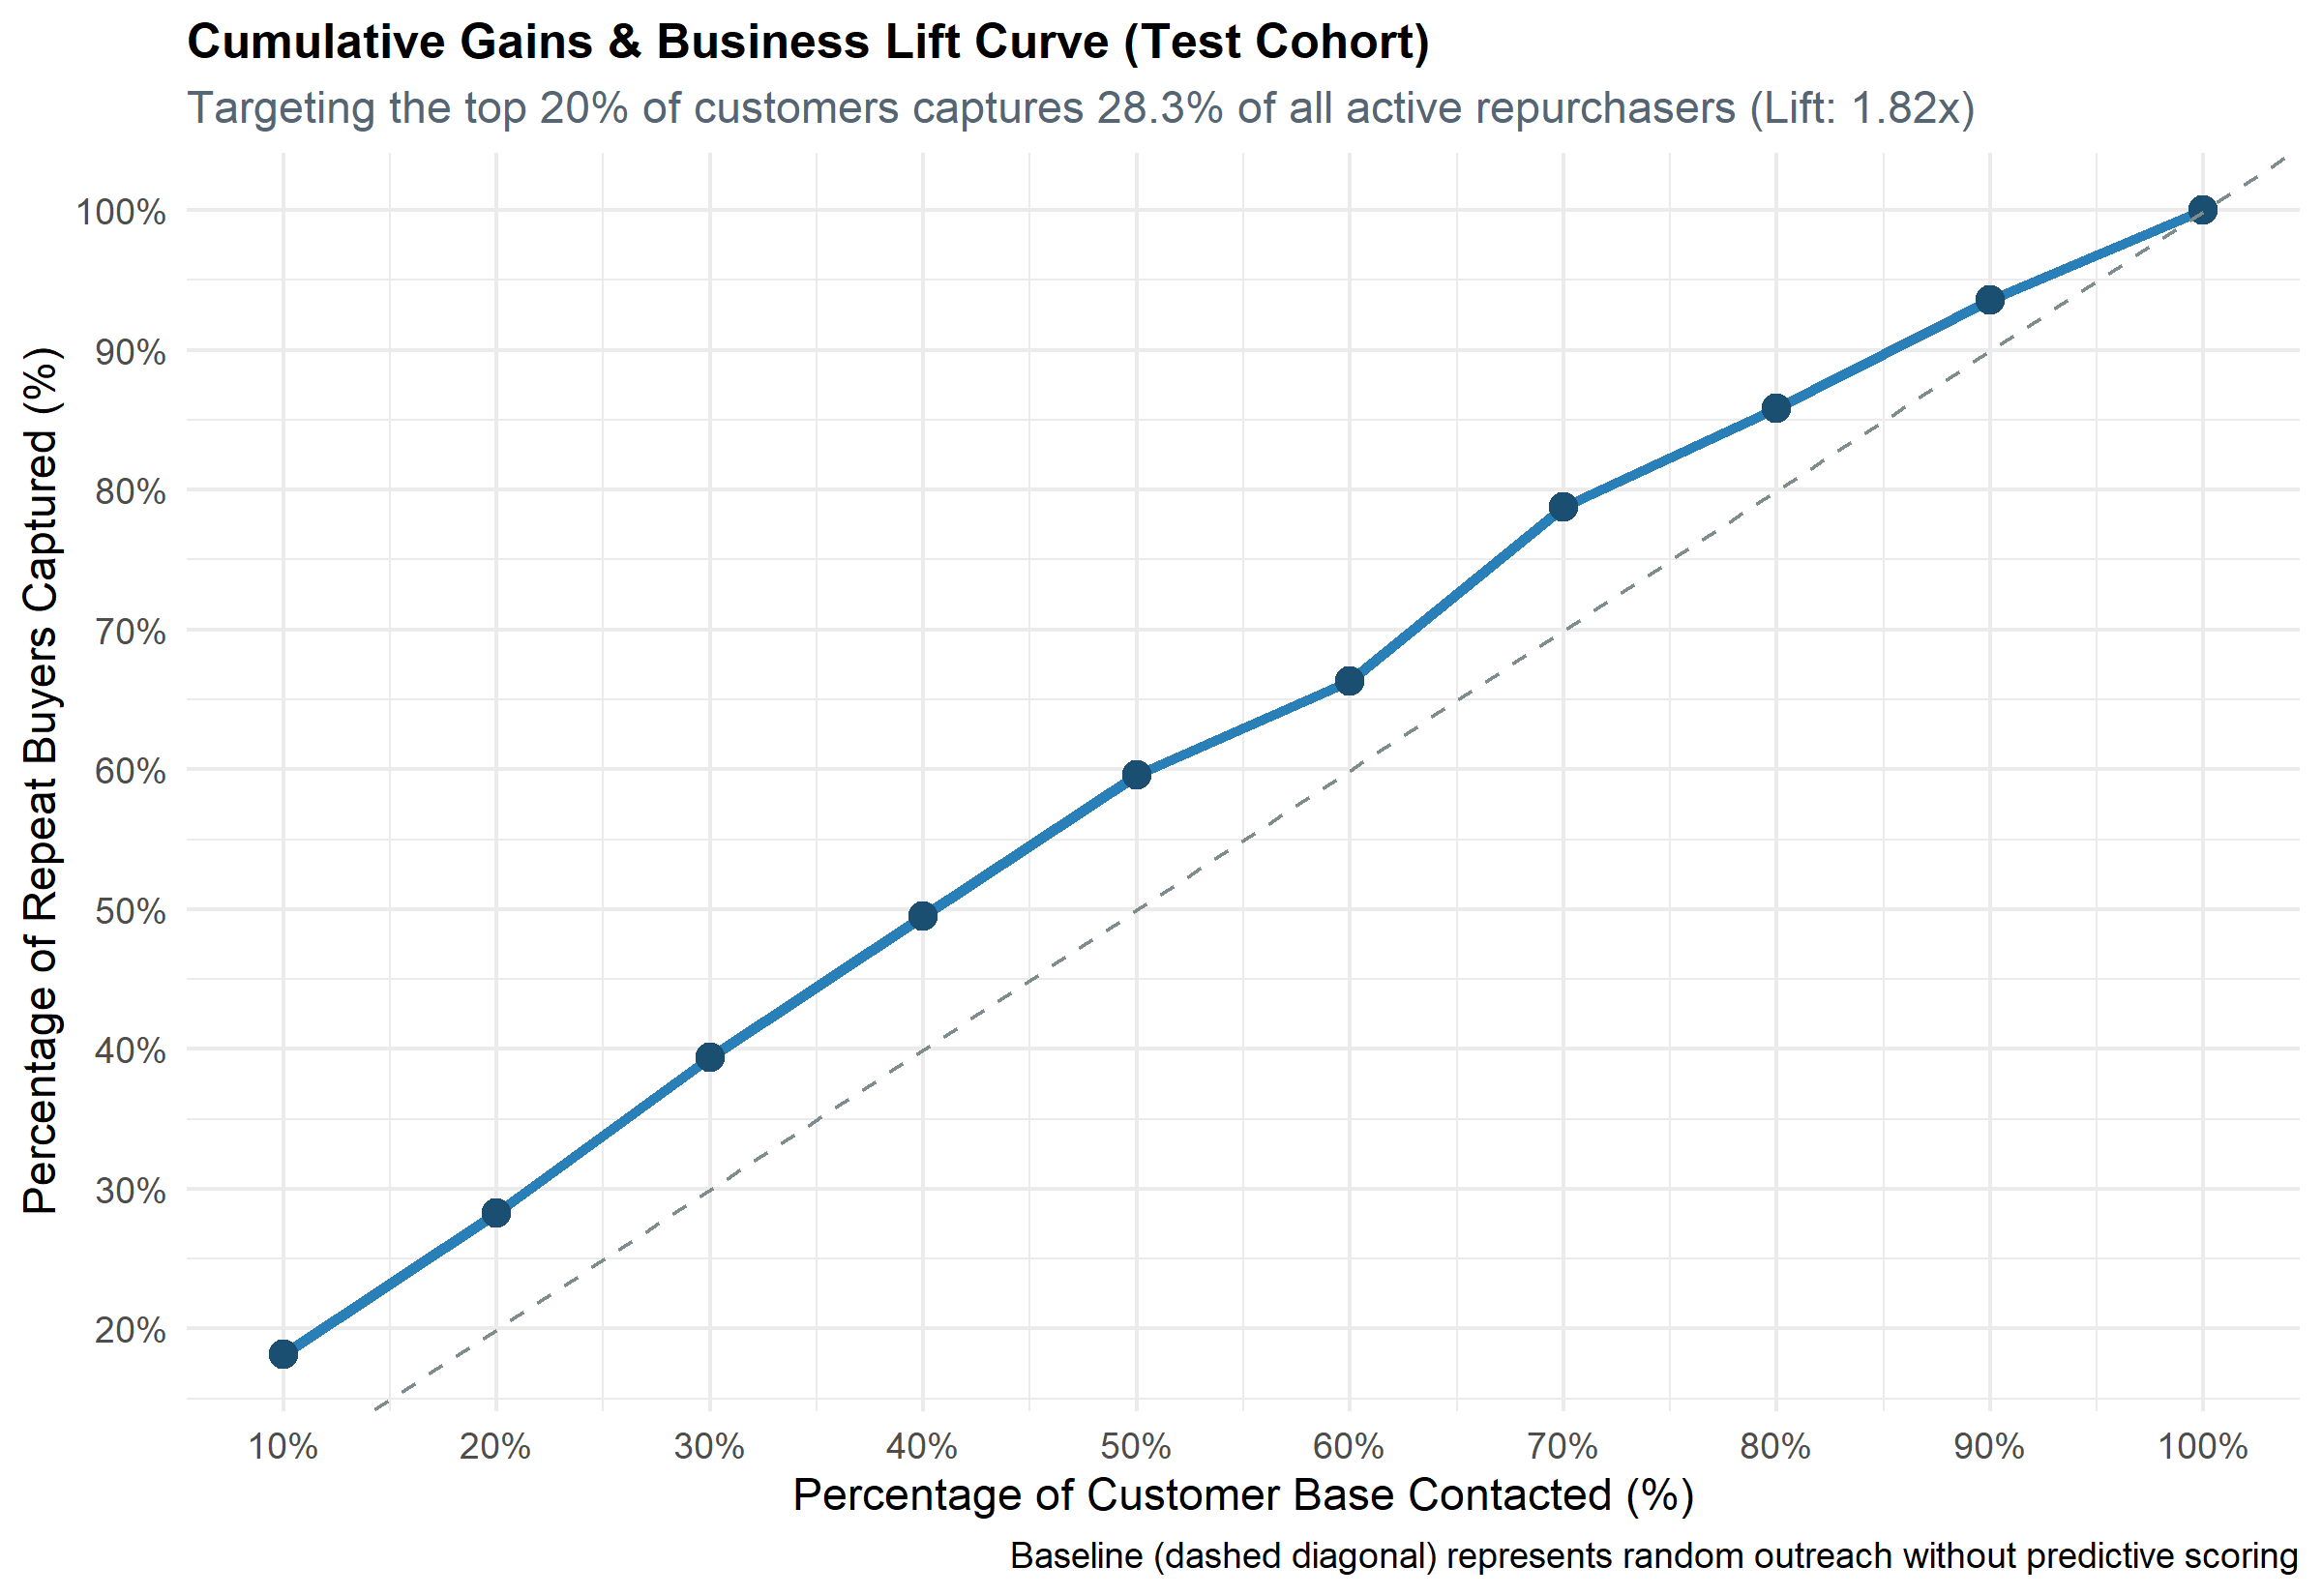 Cumulative Gains & Business Lift Curve (Test Cohort)
Targeting the top 20% of customers captures 28.3% of all active repurchasers (Lift: 1.82x)
Percentage of Repeat Buyers Captured (%)
100%
90%
80%
70%
60%
50%
40%
30%
20%
10% 20% 30% 40% 50% 60% 70% 80% 90% 100%
Percentage of Customer Base Contacted (%)
Baseline (dashed diagonal) represents random outreach without predictive scoring